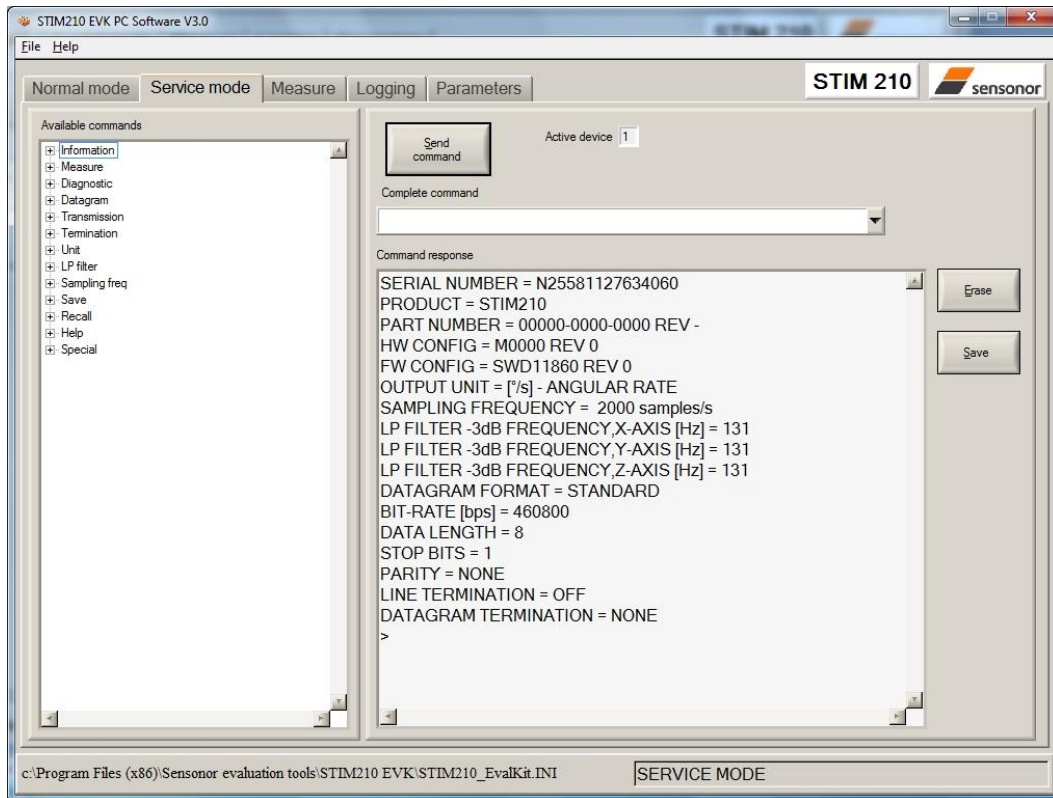 STIM210 EVK PC Software V3.0
File Help
Normal mode Service mode Measure Logging Parameters
STIM 210
sensonor
Available commands
Information
Measure
Diagnostic
Datagram
Transmission
Termination
Unit
LP filter
Sampling freq
Save
Recall
Help
Special
Send
command
Active device 1
Complete command
Command response
SERIAL NUMBER = N25581127634060
PRODUCT = STIM210
PART NUMBER = 00000-0000-0000 REV -
HW CONFIG = M0000 REV 0
FW CONFIG = SWD11860 REV 0
OUTPUT UNIT = [°/s] - ANGULAR RATE
SAMPLING FREQUENCY =  2000 samples/s
LP FILTER -3dB FREQUENCY,X-AXIS [Hz] = 131
LP FILTER -3dB FREQUENCY,Y-AXIS [Hz] = 131
LP FILTER -3dB FREQUENCY,Z-AXIS [Hz] = 131
DATAGRAM FORMAT = STANDARD
BIT-RATE [bps] = 460800
DATA LENGTH = 8
STOP BITS = 1
PARITY = NONE
LINE TERMINATION = OFF
DATAGRAM TERMINATION = NONE
>
Erase
Save
c:\Program Files (x86)\Sensonor evaluation tools\STIM210 EVK\STIM210_EvalKit.INI
SERVICE MODE